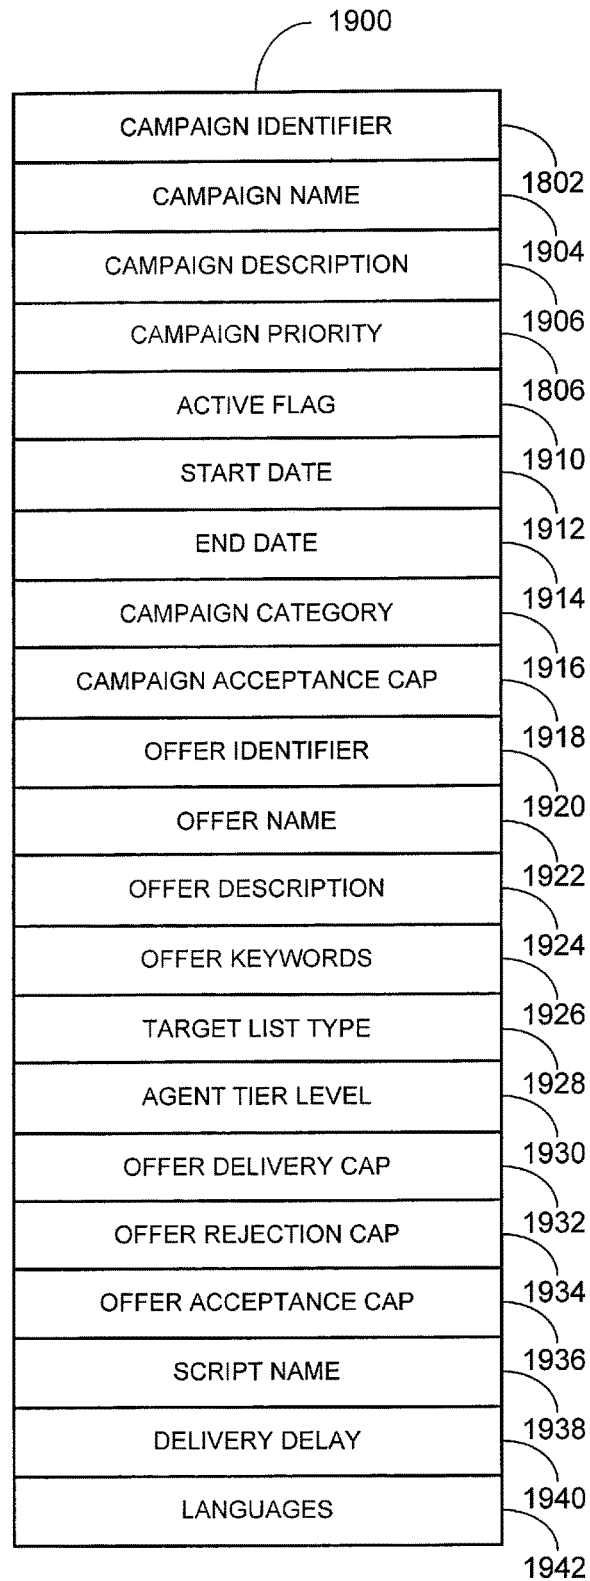 1900
CAMPAIGN IDENTIFIER
1802
CAMPAIGN NAME
1904
CAMPAIGN DESCRIPTION
1906
CAMPAIGN PRIORITY
1806
ACTIVE FLAG
1910
START DATE
1912
END DATE
1914
CAMPAIGN CATEGORY
1916
CAMPAIGN ACCEPTANCE CAP
1918
OFFER IDENTIFIER
1920
OFFER NAME
1922
OFFER DESCRIPTION
1924
OFFER KEYWORDS
1926
TARGET LIST TYPE
1928
AGENT TIER LEVEL
1930
OFFER DELIVERY CAP
1932
OFFER REJECTION CAP
1934
OFFER ACCEPTANCE CAP
1936
SCRIPT NAME
1938
DELIVERY DELAY
1940
LANGUAGES
1942